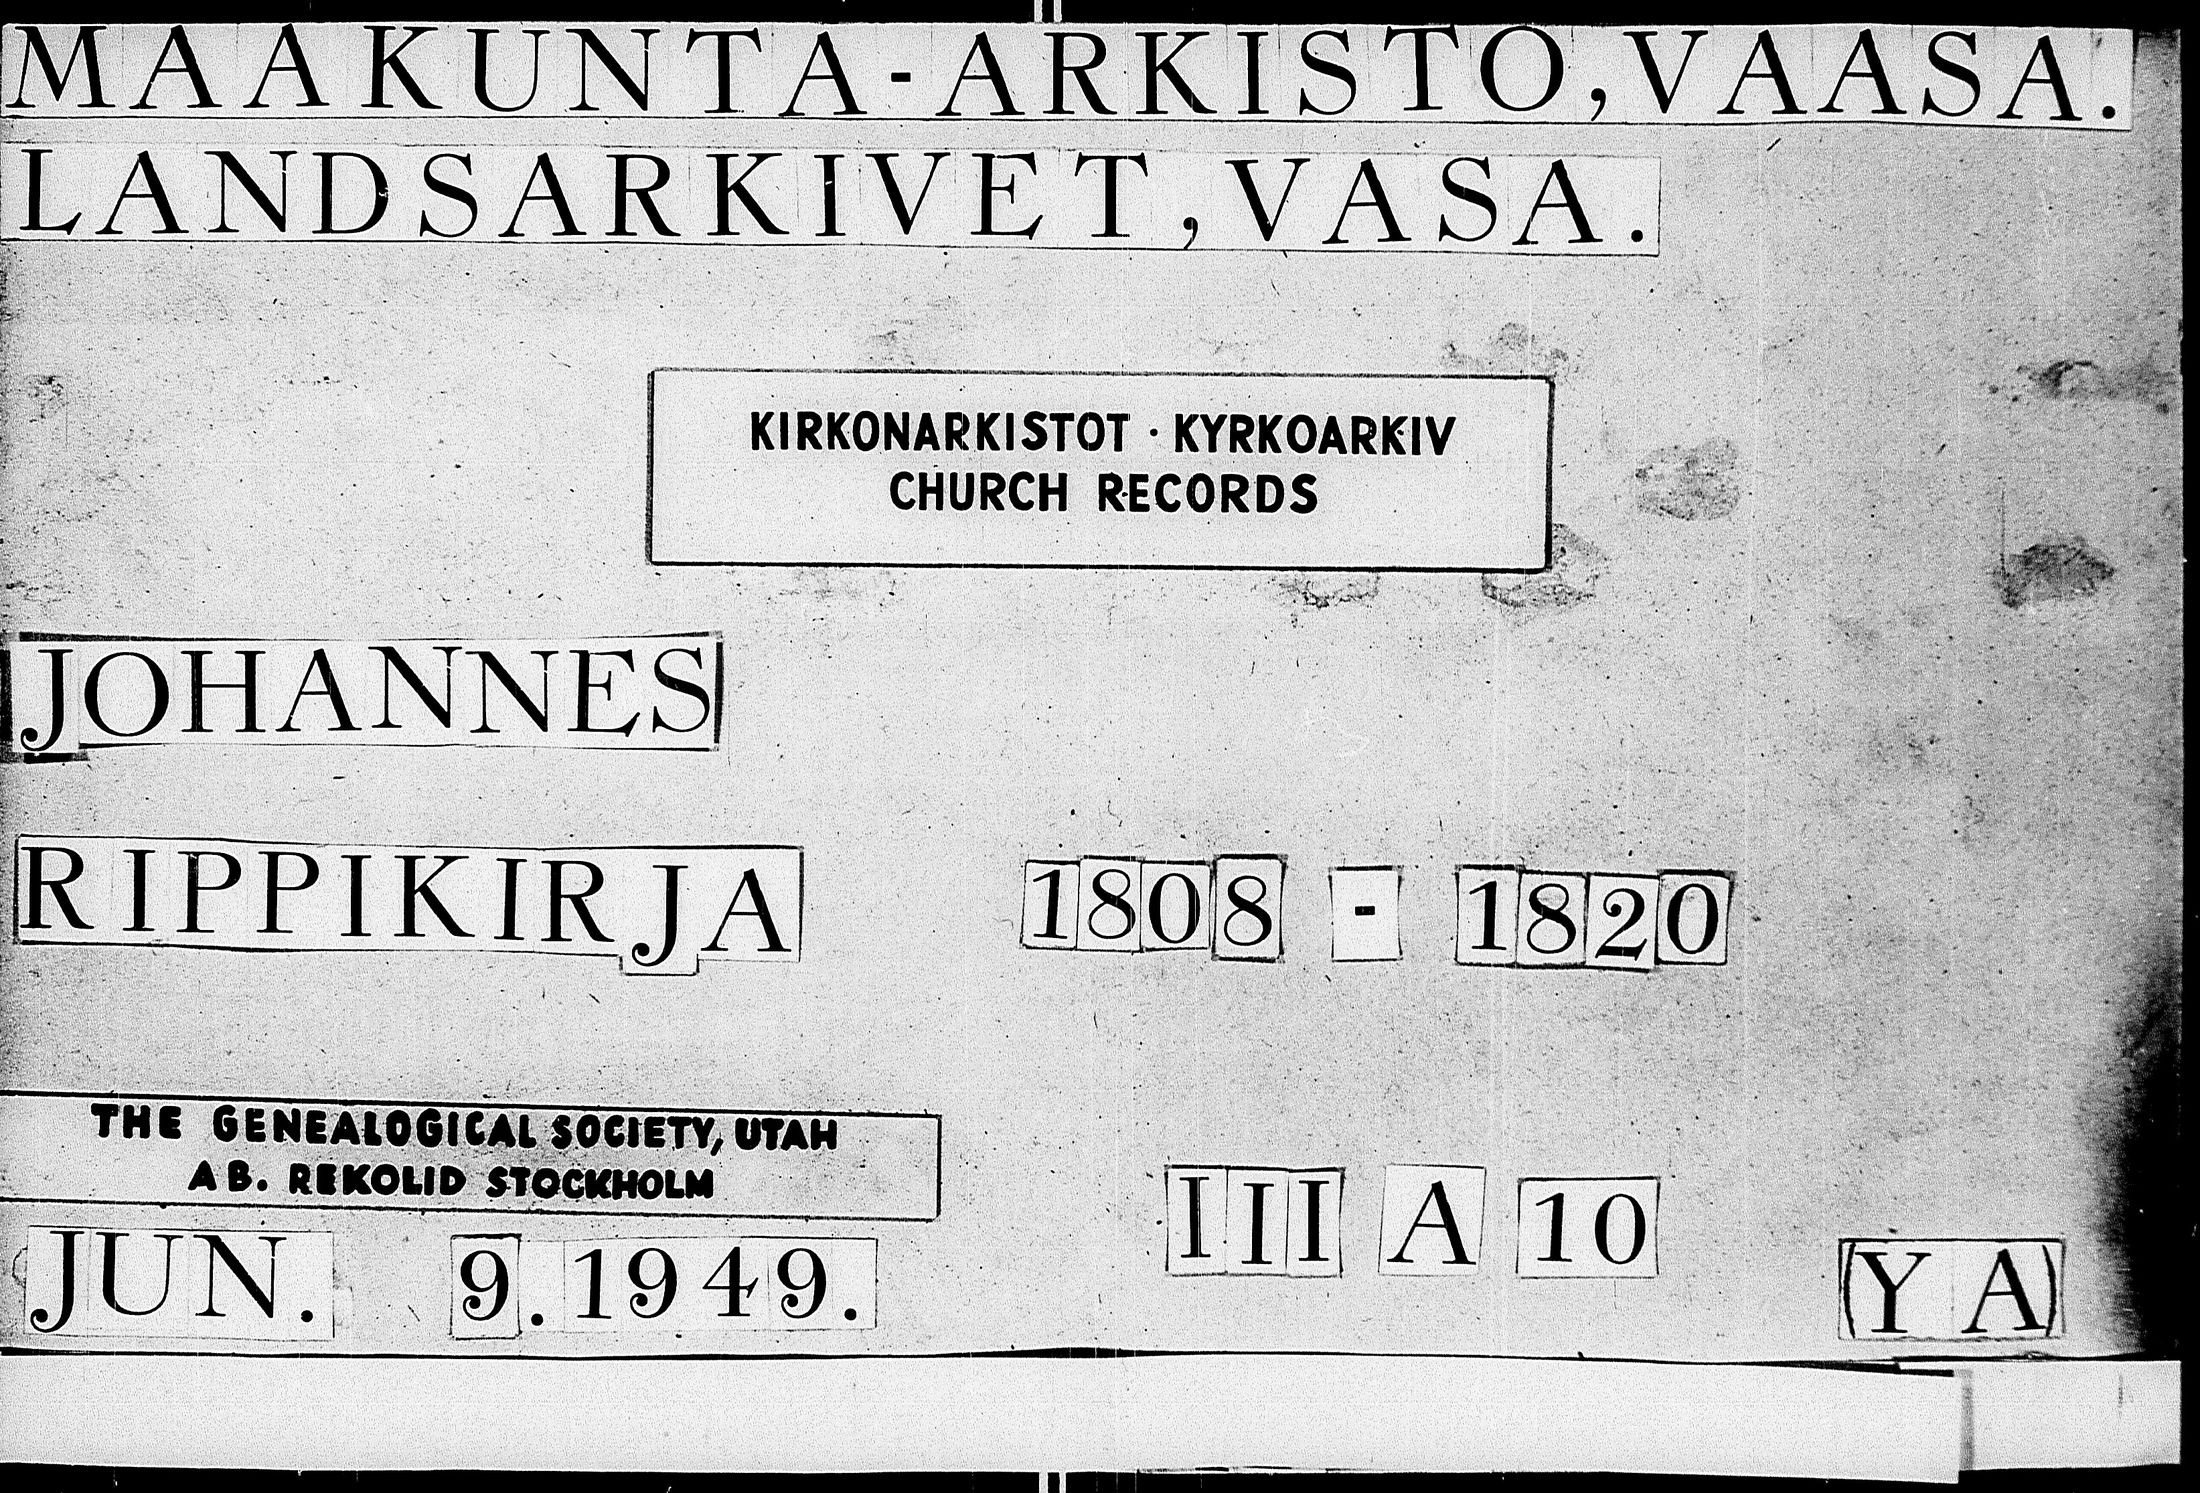 MAAKUNTA-ARKISTO, VAASA.
LANDSARKIVET, VASA.
KIRKONARKISTOT · KYRKOARKIV
CHURCH RECORDS
JOHANNES
RIPPIKIRJA 1808 - 1820
THE GENEALOGICAL SOCIETY, UTAH
AB. REKOLID STOCKHOLM
JUN. 9. 1949.
III A 10
(YA)